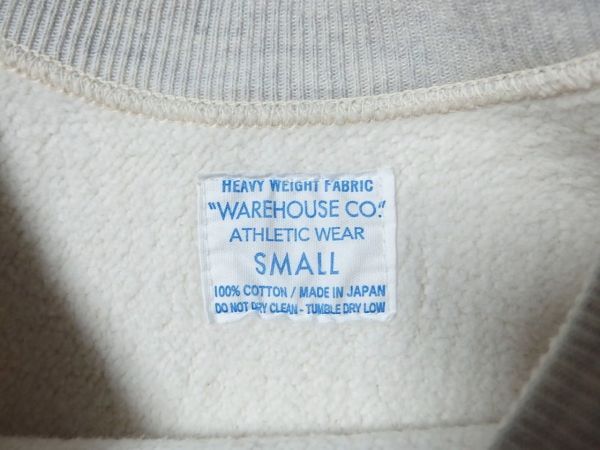 HEAVY WEIGHT FABRIC
"WAREHOUSE CO."
ATHLETIC WEAR
SMALL
100% COTTON / MADE IN JAPAN
DO NOT DRY CLEAN - TUMBLE DRY LOW